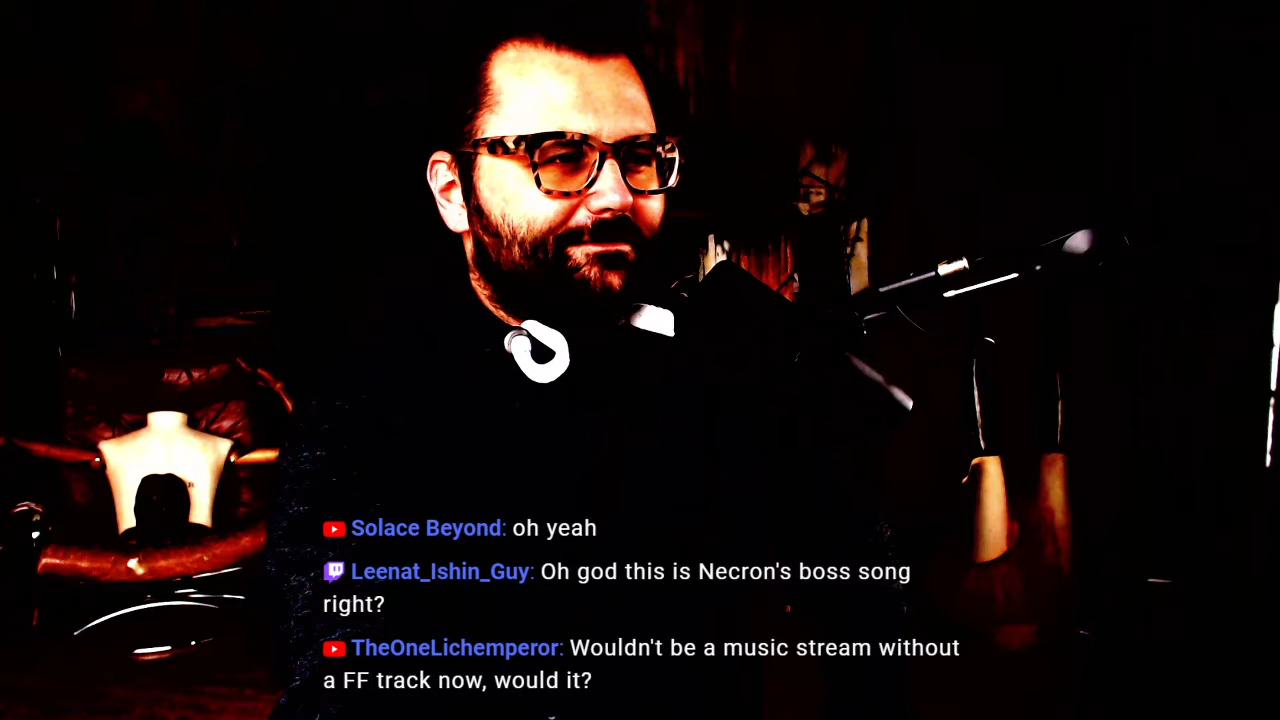 Solace Beyond: oh yeah
Leenat_Ishin_Guy: Oh god this is Necron's boss song
right?
TheOneLichemperor: Wouldn't be a music stream without
a FF track now, would it?